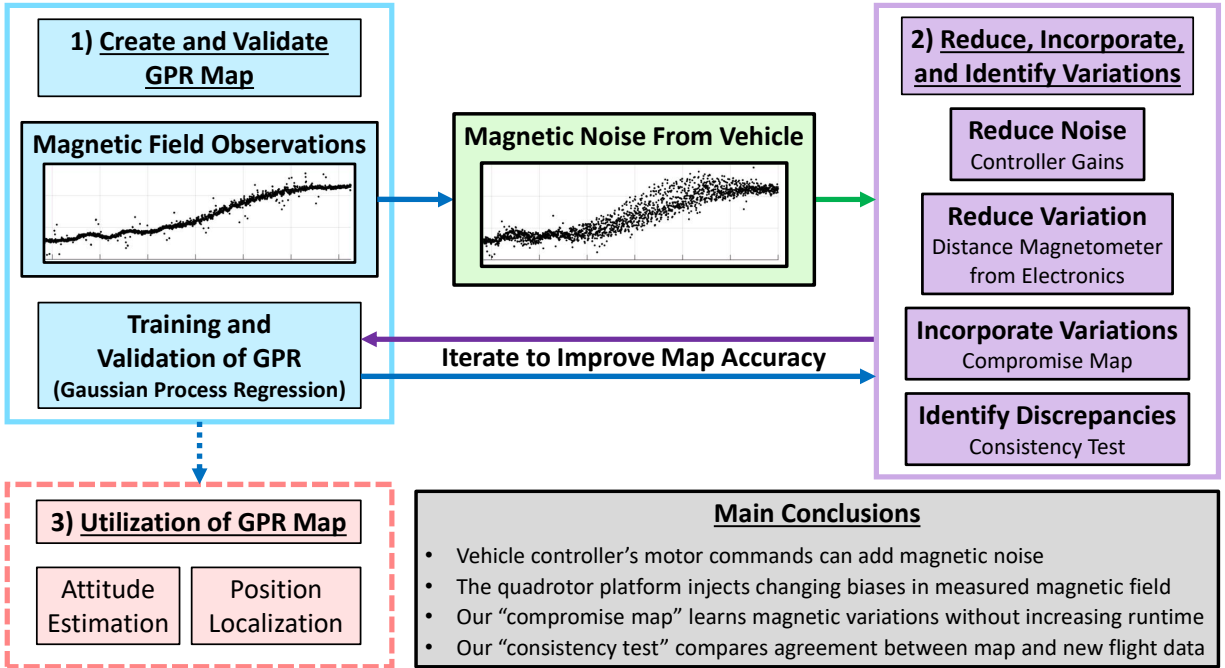 1) Create and Validate
GPR Map
Magnetic Field Observations
Training and
Validation of GPR
(Gaussian Process Regression)
Magnetic Noise From Vehicle
Iterate to Improve Map Accuracy
2) Reduce, Incorporate,
and Identify Variations
Reduce Noise
Controller Gains
Reduce Variation
Distance Magnetometer
from Electronics
Incorporate Variations
Compromise Map
Identify Discrepancies
Consistency Test
3) Utilization of GPR Map
Attitude
Estimation
Position
Localization
Main Conclusions
• Vehicle controller's motor commands can add magnetic noise
• The quadrotor platform injects changing biases in measured magnetic field
• Our “compromise map” learns magnetic variations without increasing runtime
• Our “consistency test” compares agreement between map and new flight data